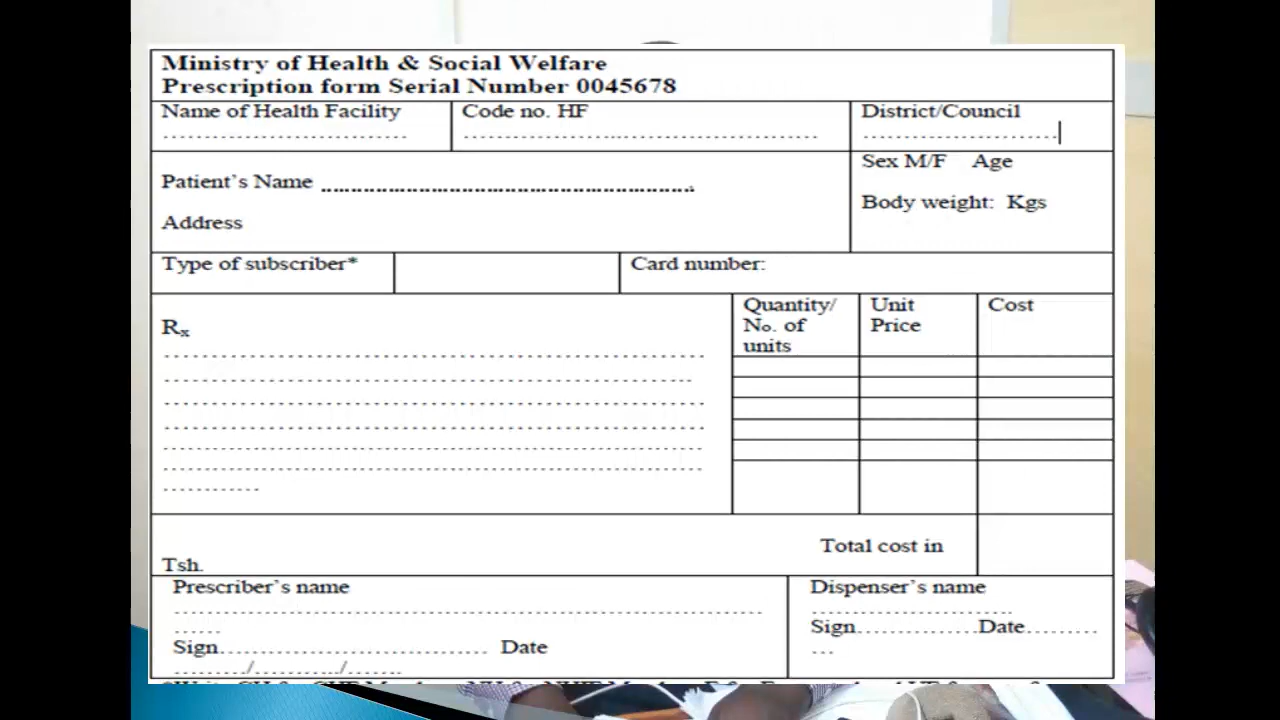 Ministry of Health & Social Welfare
Prescription form Serial Number 0045678
Name of Health Facility Code no. HF District/Council
Sex M/F Age
Patient's Name
Body weight: Kgs
Address
Type of subscriber* Card number:
Quantity/ Unit Cost
Rx No. of Price
units
Total cost in
Tsh.
Prescriber's name Dispenser's name
Sign Date
Sign Date